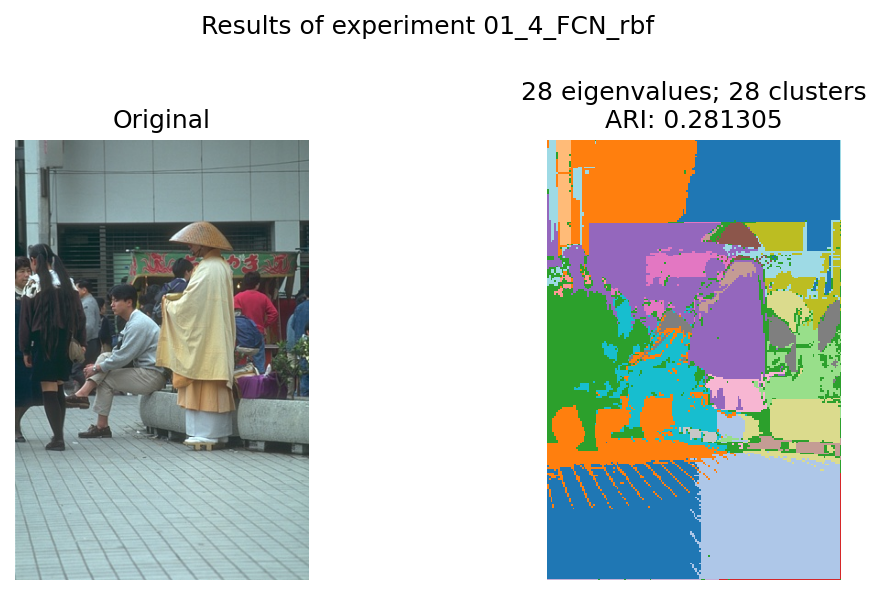 Results of experiment 01_4_FCN_rbf
Original
28 eigenvalues; 28 clusters
ARI: 0.281305